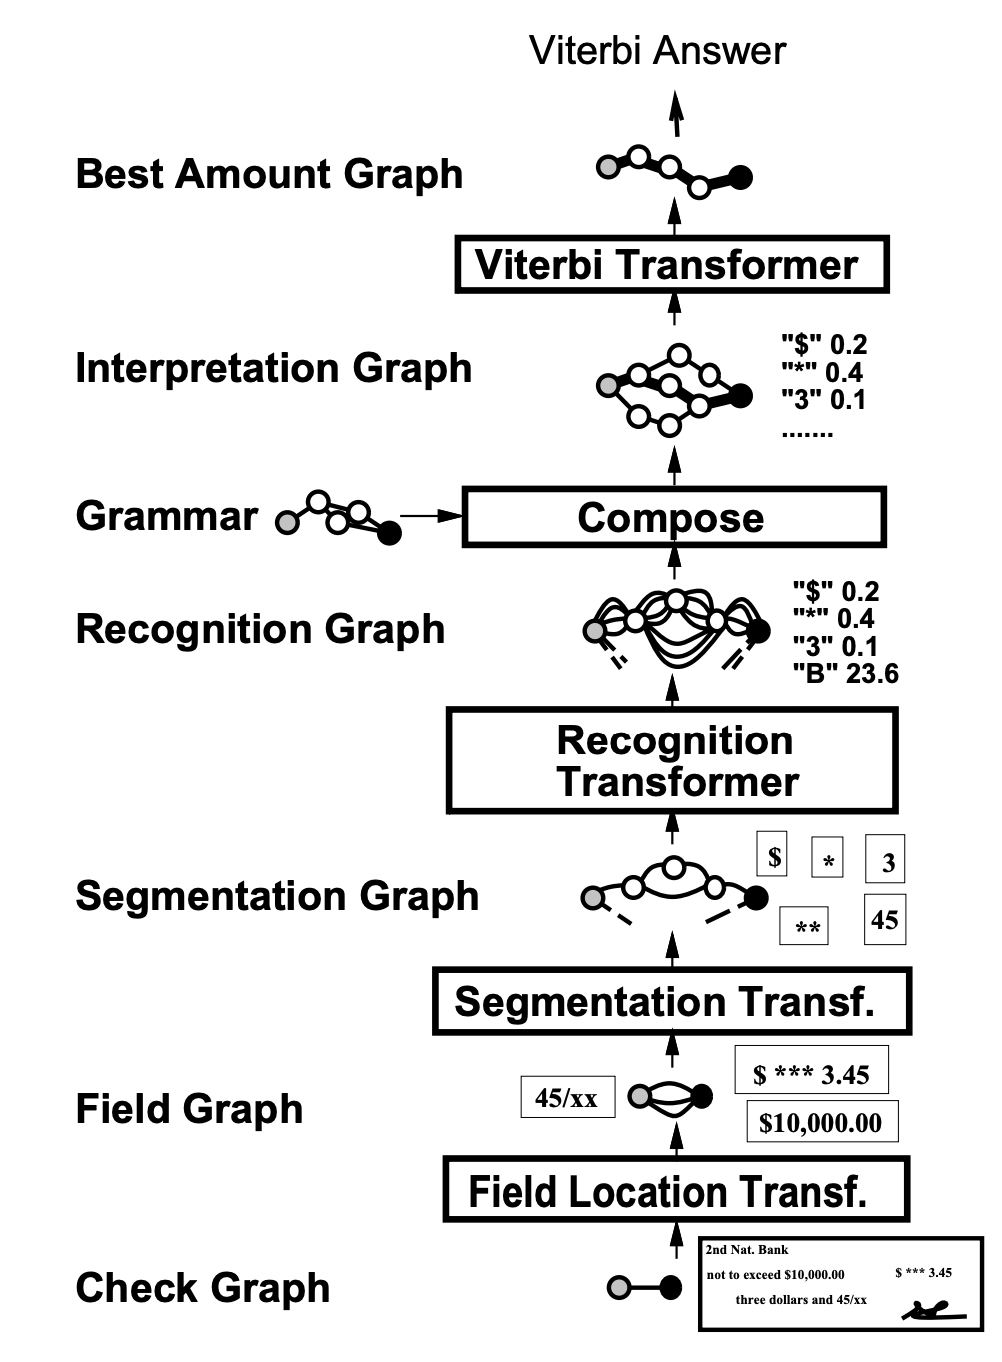 Viterbi Answer
Best Amount Graph
Viterbi Transformer
Interpretation Graph
"$" 0.2
"*" 0.4
"3" 0.1
.......
Grammar
Compose
Recognition Graph
"$" 0.2
"*" 0.4
"3" 0.1
"B" 23.6
Recognition
Transformer
Segmentation Graph
$ * 3
** 45
Segmentation Transf.
Field Graph
45/xx
$ *** 3.45
$10,000.00
Field Location Transf.
Check Graph
2nd Nat. Bank
not to exceed $10,000.00 $ *** 3.45
three dollars and 45/xx